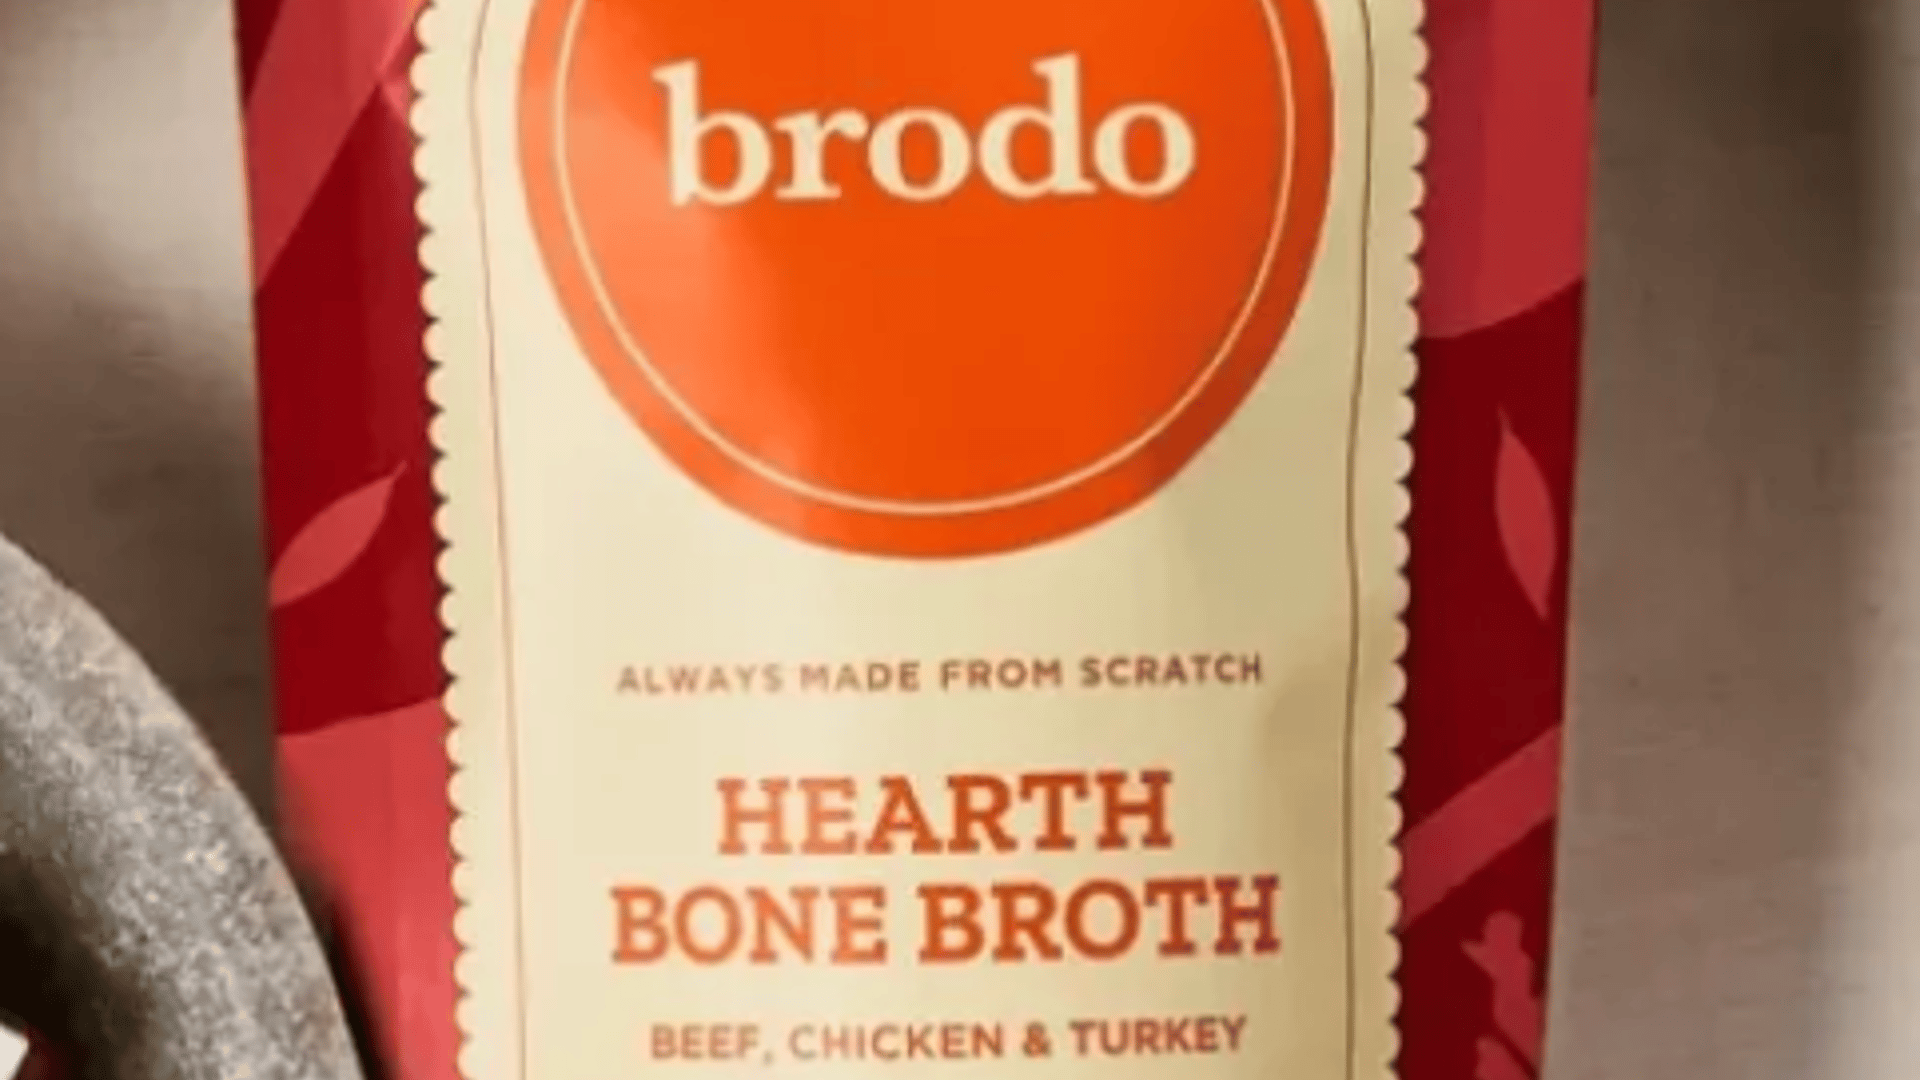 brodo
ALWAYS MADE FROM SCRATCH
HEARTH
BONE BROTH
BEEF, CHICKEN & TURKEY